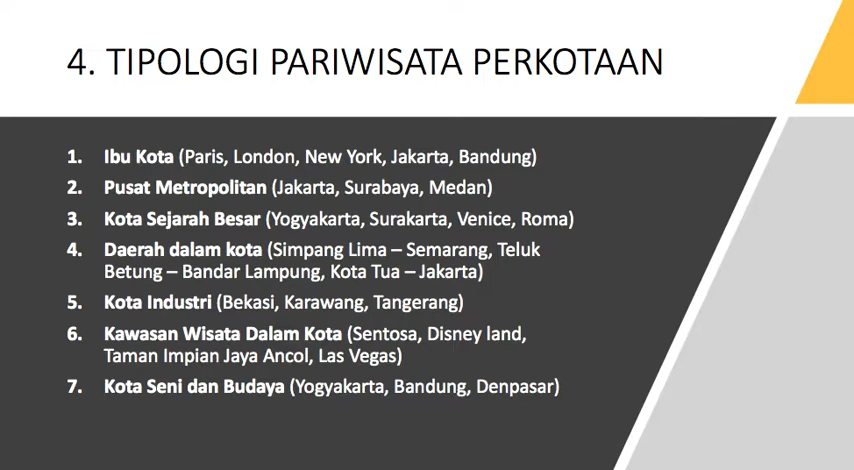 4. TIPOLOGI PARIWISATA PERKOTAAN
1. Ibu Kota (Paris, London, New York, Jakarta, Bandung)
2. Pusat Metropolitan (Jakarta, Surabaya, Medan)
3. Kota Sejarah Besar (Yogyakarta, Surakarta, Venice, Roma)
4. Daerah dalam kota (Simpang Lima – Semarang, Teluk
Betung – Bandar Lampung, Kota Tua – Jakarta)
5. Kota Industri (Bekasi, Karawang, Tangerang)
6. Kawasan Wisata Dalam Kota (Sentosa, Disney land,
Taman Impian Jaya Ancol, Las Vegas)
7. Kota Seni dan Budaya (Yogyakarta, Bandung, Denpasar)